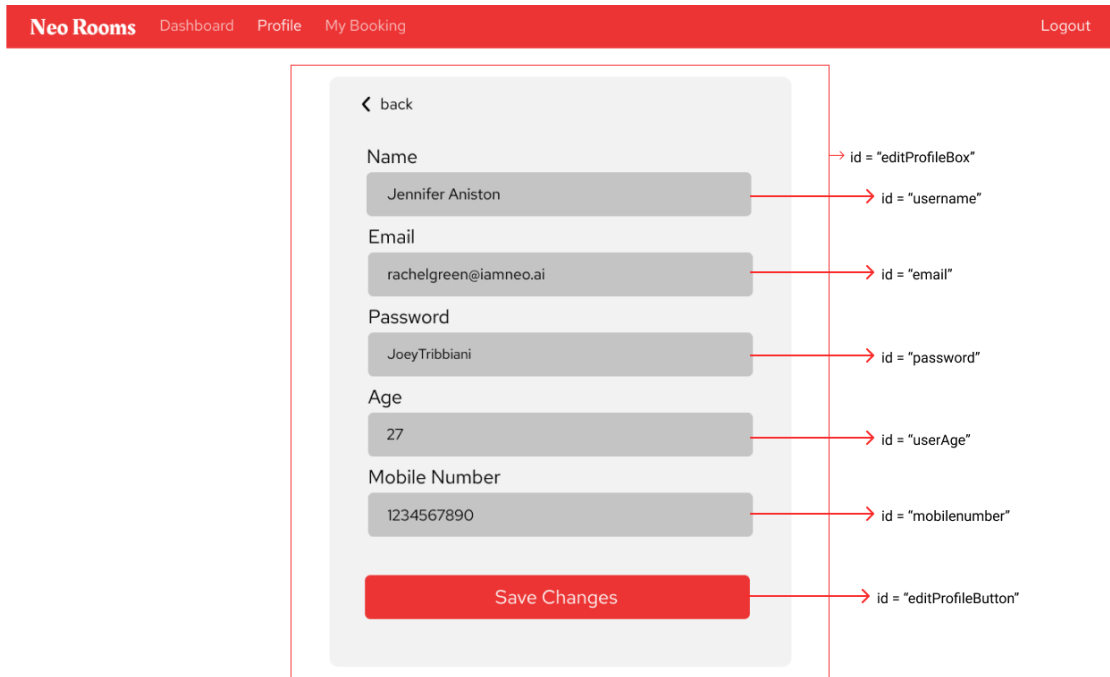 Neo Rooms Dashboard Profile My Booking Logout
back
id = “editProfileBox”
Name
Jennifer Aniston
id = “username”
Email
rachelgreen@iamneo.ai
id = “email”
Password
JoeyTribbiani
id = “password”
Age
27
id = “userAge”
Mobile Number
1234567890
id = “mobilenumber”
Save Changes
id = “editProfileButton”